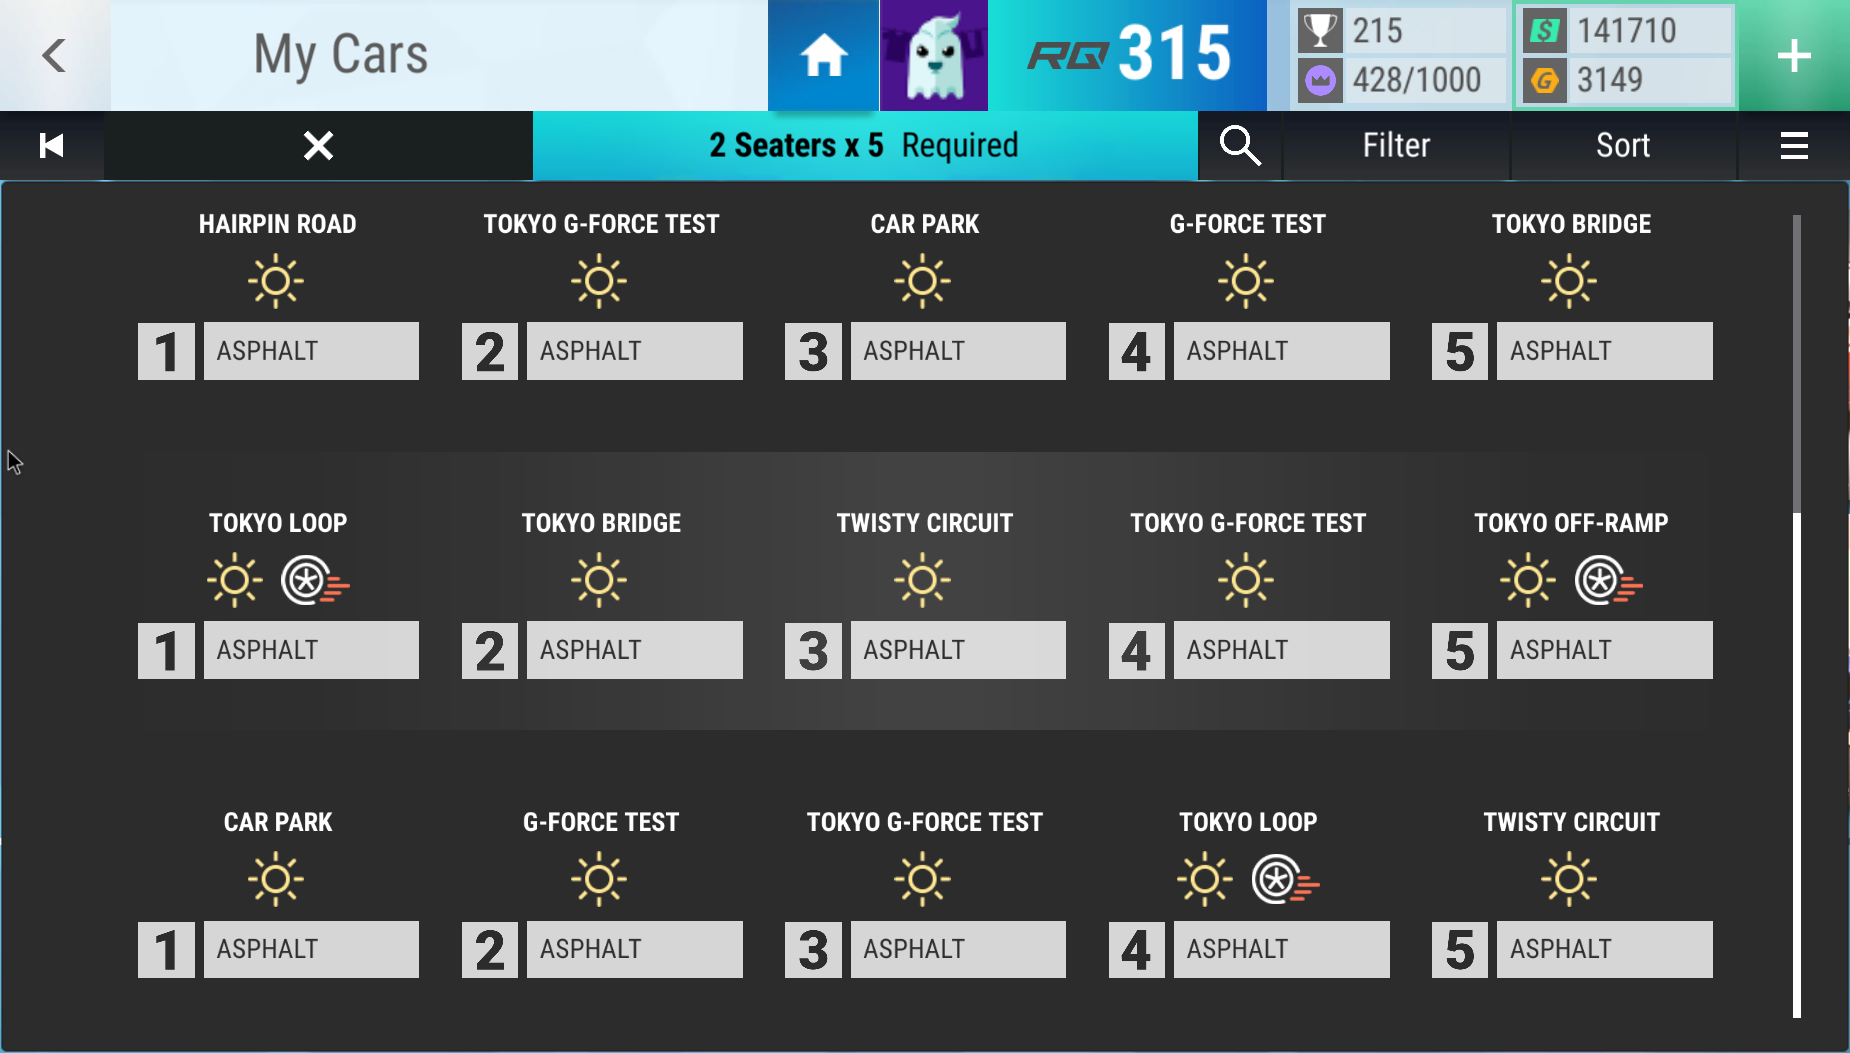 My Cars
RQ 315
215
428/1000
141710
3149
2 Seaters x 5 Required
Filter
Sort
HAIRPIN ROAD
TOKYO G-FORCE TEST
CAR PARK
G-FORCE TEST
TOKYO BRIDGE
1 ASPHALT
2 ASPHALT
3 ASPHALT
4 ASPHALT
5 ASPHALT
TOKYO LOOP
TOKYO BRIDGE
TWISTY CIRCUIT
TOKYO G-FORCE TEST
TOKYO OFF-RAMP
1 ASPHALT
2 ASPHALT
3 ASPHALT
4 ASPHALT
5 ASPHALT
CAR PARK
G-FORCE TEST
TOKYO G-FORCE TEST
TOKYO LOOP
TWISTY CIRCUIT
1 ASPHALT
2 ASPHALT
3 ASPHALT
4 ASPHALT
5 ASPHALT